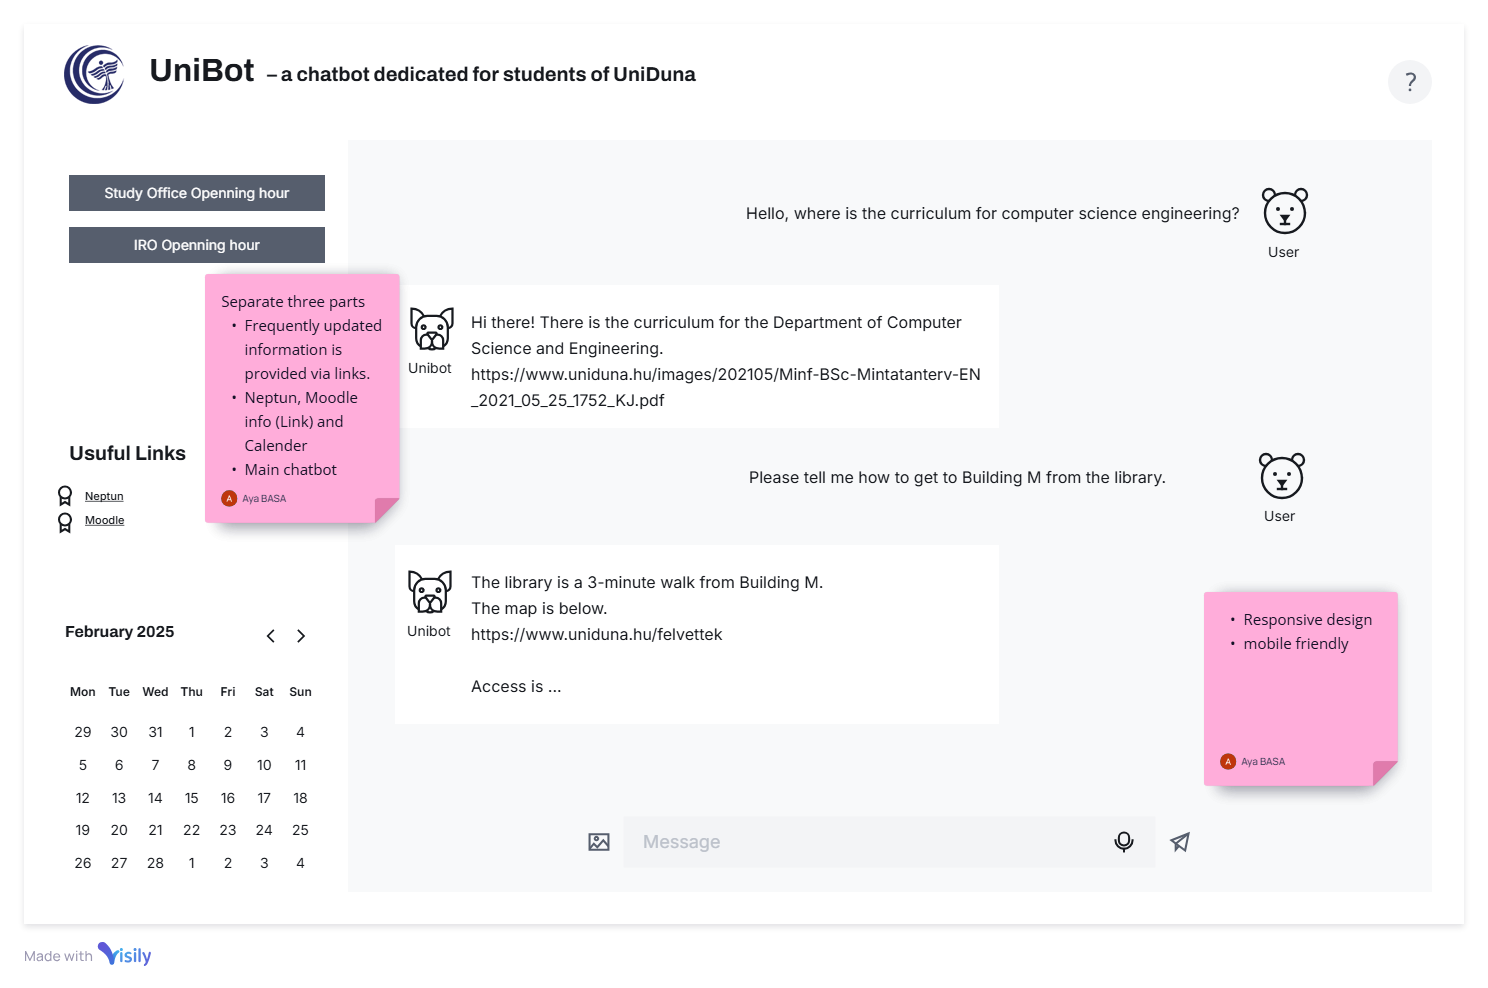 UniBot – a chatbot dedicated for students of UniDuna
?
Study Office Openning hour
IRO Openning hour
Separate three parts
• Frequently updated
information is
provided via links.
• Neptun, Moodle
info (Link) and
Calender
• Main chatbot
A Aya BASA
Usuful Links
Neptun
Moodle
February 2025
Mon Tue Wed Thu Fri Sat Sun
29 30 31 1 2 3 4
5 6 7 8 9 10 11
12 13 14 15 16 17 18
19 20 21 22 23 24 25
26 27 28 1 2 3 4
Hello, where is the curriculum for computer science engineering?
User
Hi there! There is the curriculum for the Department of Computer
Science and Engineering.
https://www.uniduna.hu/images/202105/Minf-BSc-Mintatanterv-EN
_2021_05_25_1752_KJ.pdf
Unibot
Please tell me how to get to Building M from the library.
User
The library is a 3-minute walk from Building M.
The map is below.
https://www.uniduna.hu/felvettek
Access is ...
Unibot
• Responsive design
• mobile friendly
A Aya BASA
Message
Made with Visily